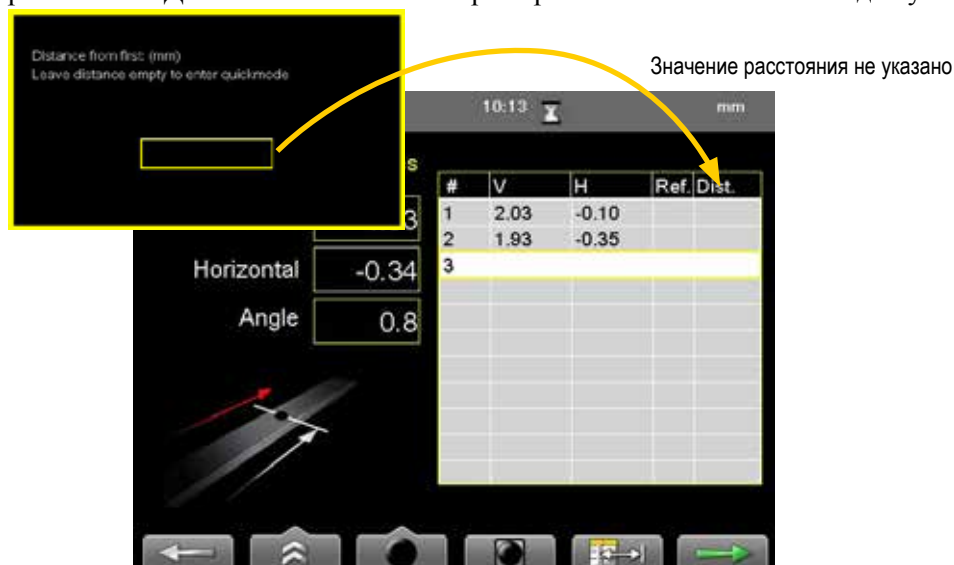 Distance from first: (mm)
Leave distance empty to enter quickmode
Значение расстояния не указано
10:13 mm
s
# V H Ref. Dist.
3
1 2.03 -0.10
2 1.93 -0.35
3
Horizontal -0.34
Angle 0.8